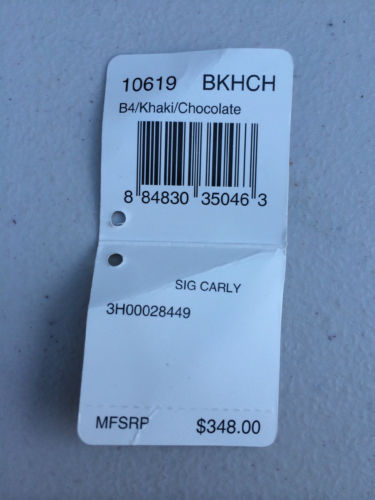 10619 BKHCH
B4/Khaki/Chocolate
8 84830 35046 3
SIG CARLY
3H00028449
MFSRP $348.00